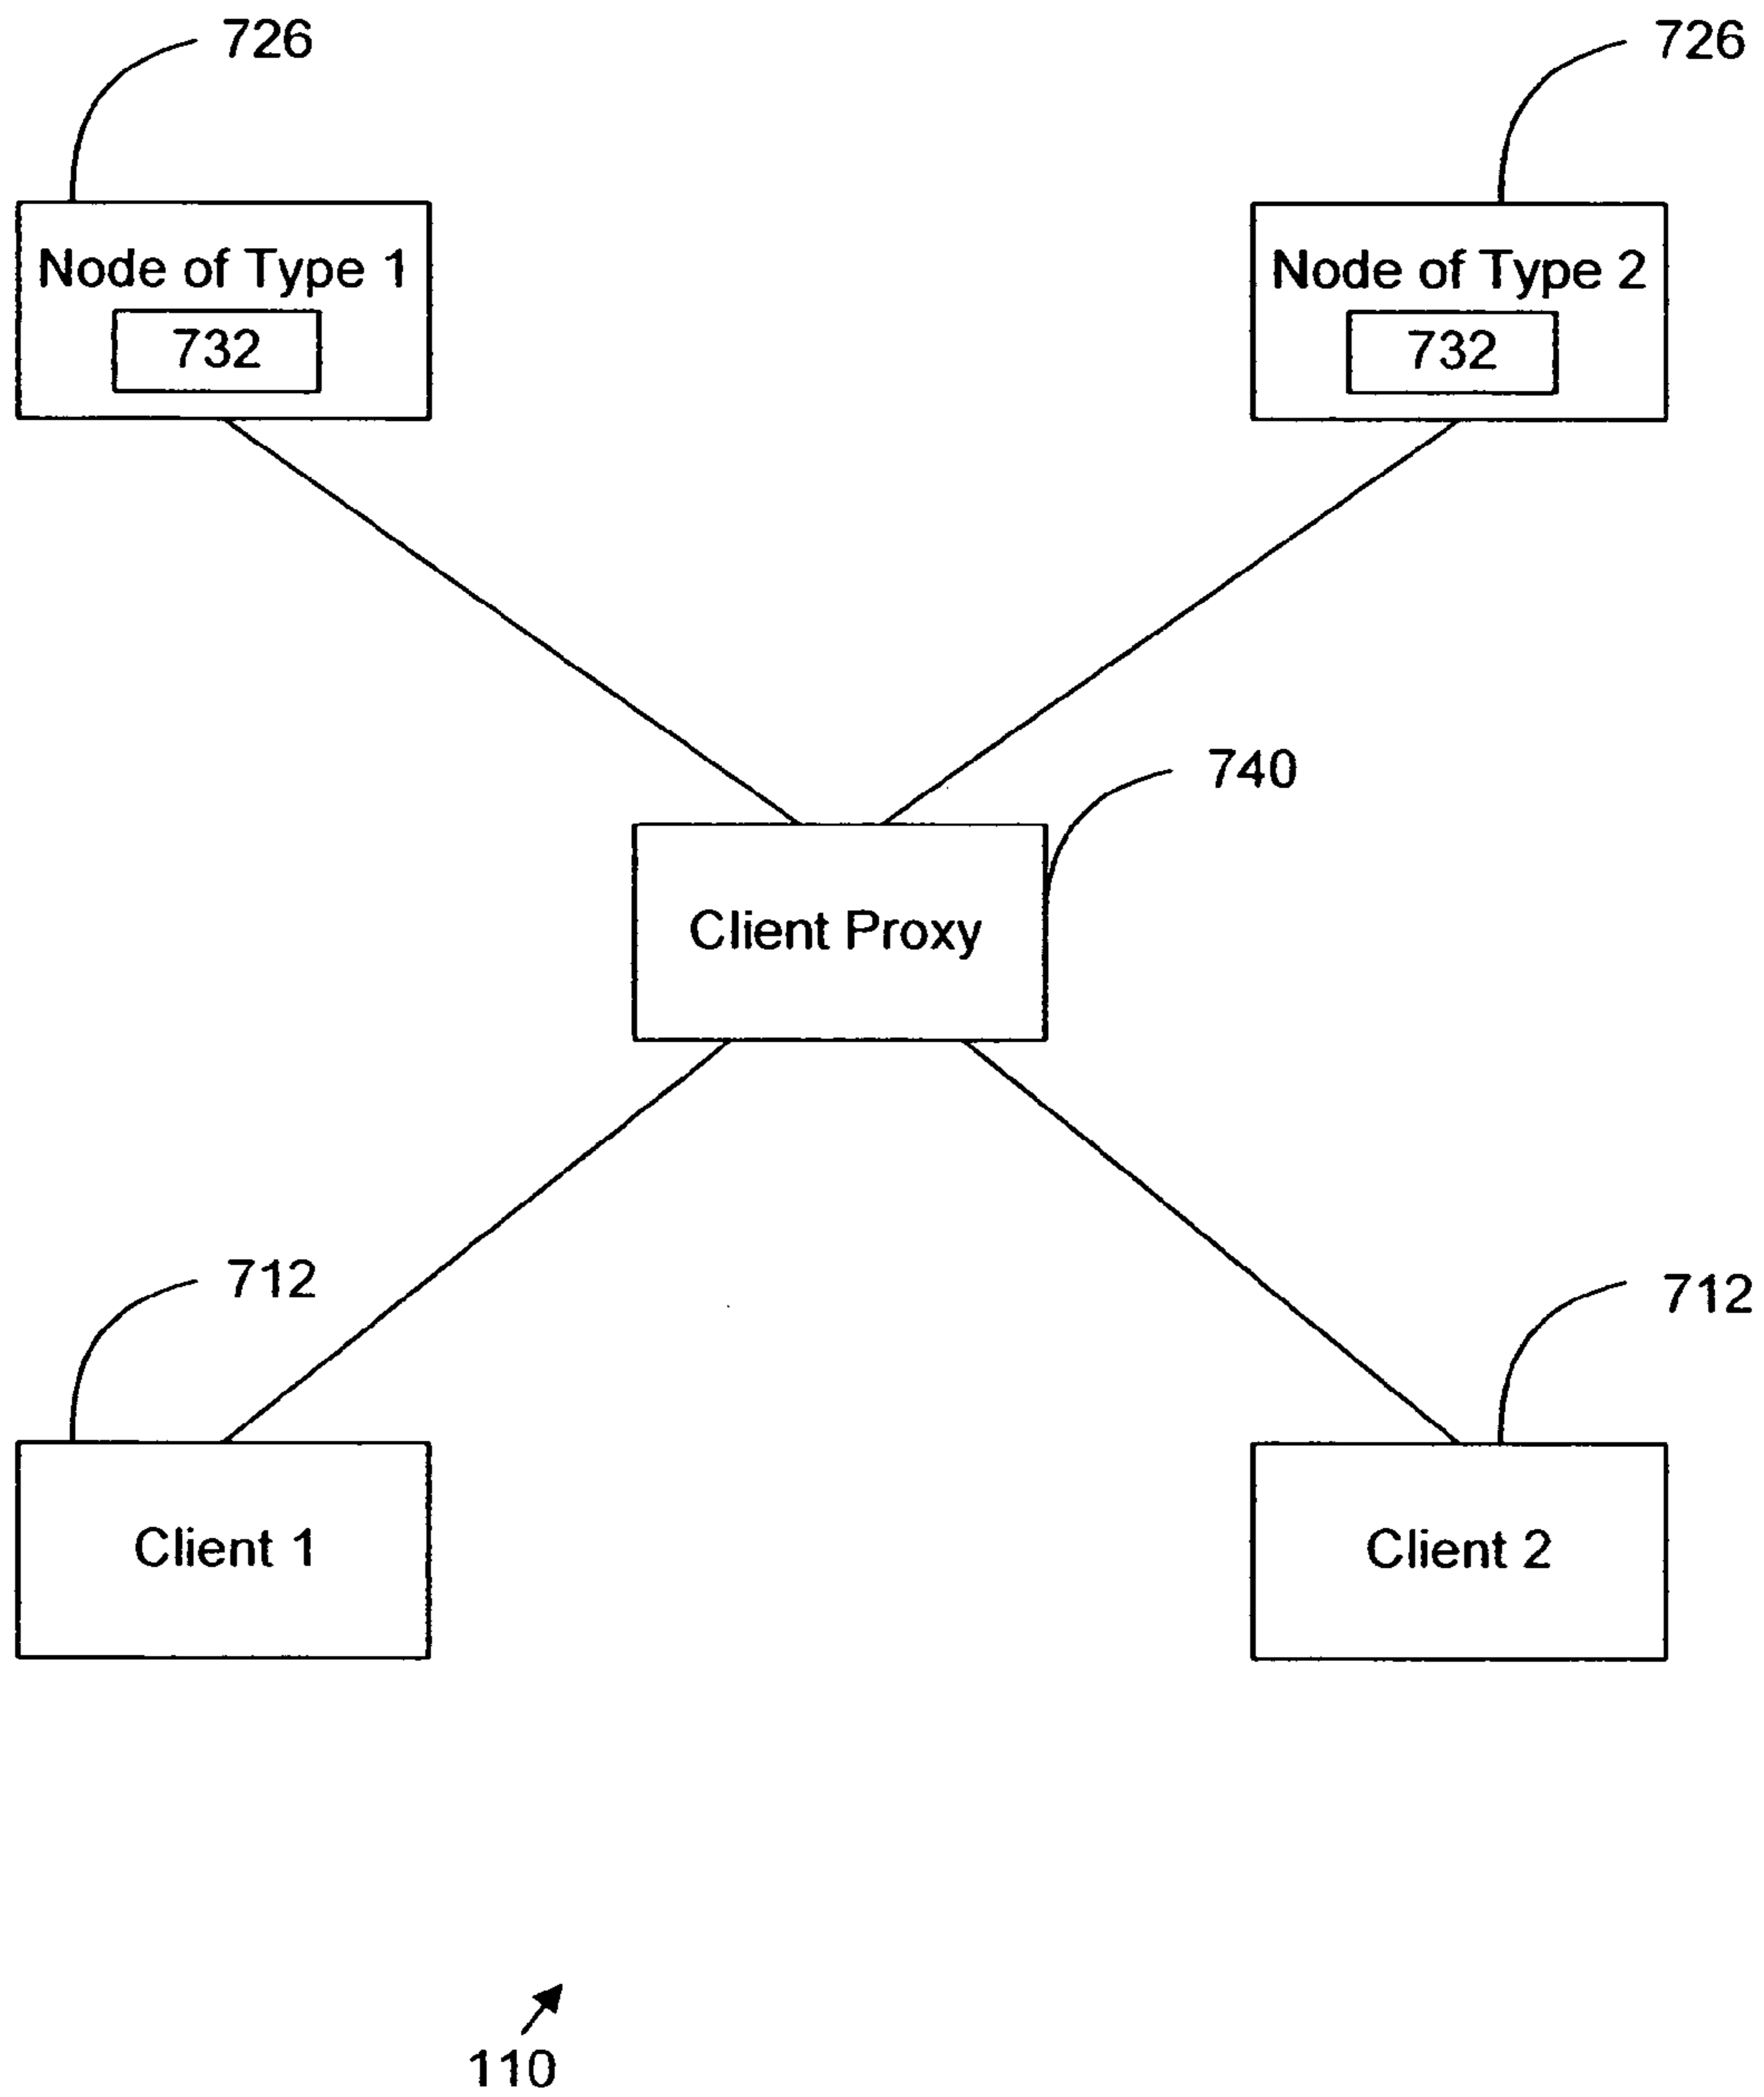 726
726
Node of Type 1
732
Node of Type 2
732
740
Client Proxy
712
712
Client 1
Client 2
110